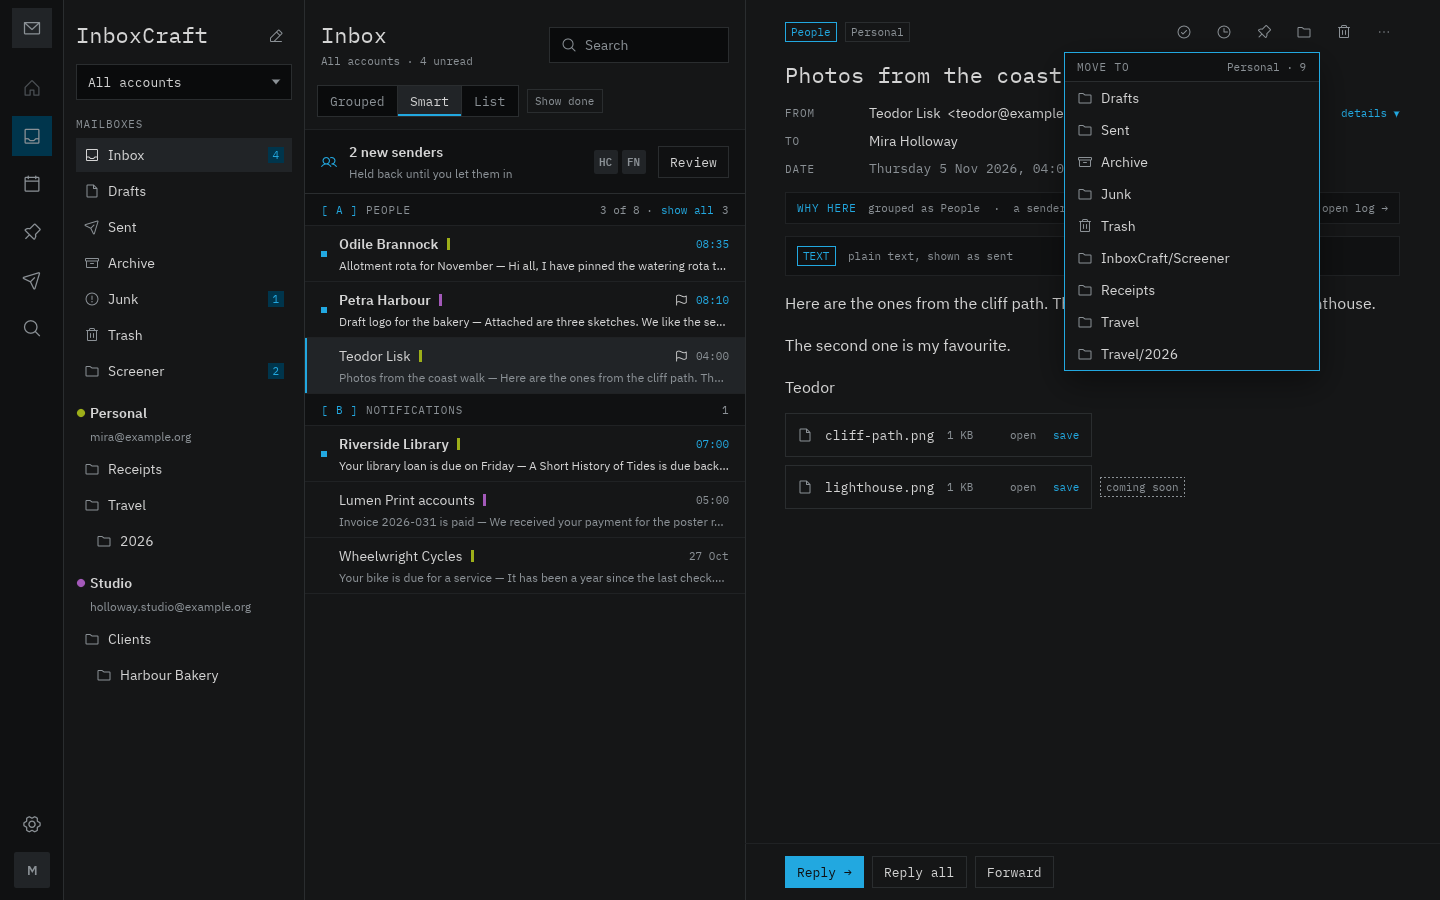 InboxCraft
All accounts
MAILBOXES
Inbox 4
Drafts
Sent
Archive
Junk 1
Trash
Screener 2
Personal
mira@example.org
Receipts
Travel
2026
Studio
holloway.studio@example.org
Clients
Harbour Bakery
M
Inbox
All accounts · 4 unread
Search
Grouped Smart List Show done
2 new senders
Held back until you let them in
HC FN Review
[ A ] PEOPLE 3 of 8 · show all 3
Odile Brannock 08:35
Allotment rota for November — Hi all, I have pinned the watering rota t…
Petra Harbour 08:10
Draft logo for the bakery — Attached are three sketches. We like the se…
Teodor Lisk 04:00
Photos from the coast walk — Here are the ones from the cliff path. Th…
[ B ] NOTIFICATIONS 1
Riverside Library 07:00
Your library loan is due on Friday — A Short History of Tides is due back…
Lumen Print accounts 05:00
Invoice 2026-031 is paid — We received your payment for the poster r…
Wheelwright Cycles 27 Oct
Your bike is due for a service — It has been a year since the last check.…
People Personal
Photos from the coast
FROM Teodor Lisk <teodor@example details ▾
TO Mira Holloway
DATE Thursday 5 Nov 2026, 04:0
WHY HERE grouped as People · a sender open log →
TEXT plain text, shown as sent
Here are the ones from the cliff path. hthouse.
The second one is my favourite.
Teodor
cliff-path.png 1 KB open save
lighthouse.png 1 KB open save coming soon
MOVE TO Personal · 9
Drafts
Sent
Archive
Junk
Trash
InboxCraft/Screener
Receipts
Travel
Travel/2026
Reply → Reply all Forward